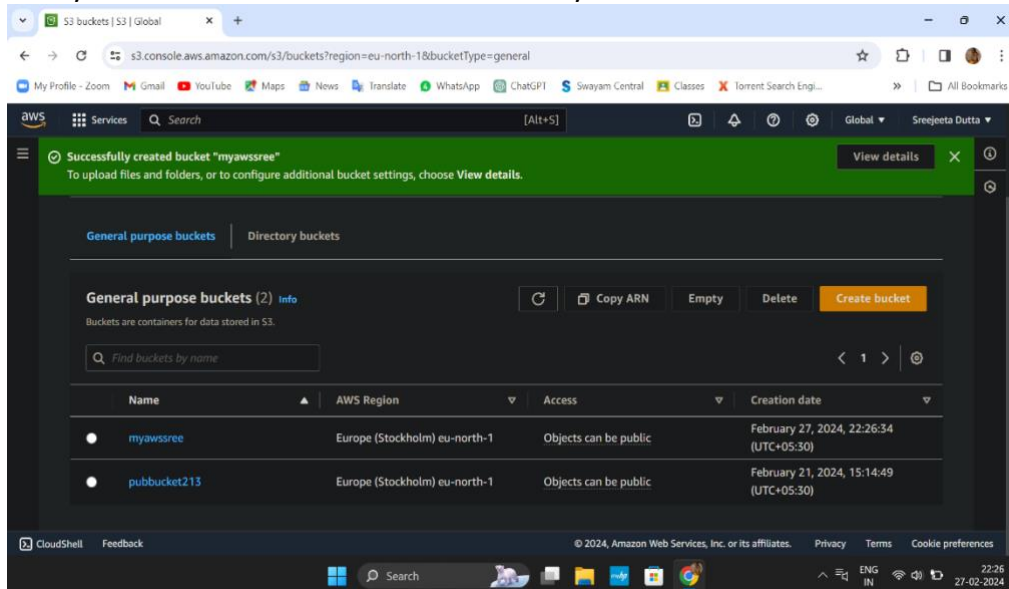 S3 buckets | S3 | Global
s3.console.aws.amazon.com/s3/buckets?region=eu-north-1&bucketType=general
My Profile - Zoom Gmail YouTube Maps News Translate WhatsApp ChatGPT Swayam Central Classes Torrent Search Engi... » All Bookmarks
aws Services Search [Alt+S] Global Sreejeeta Dutta
Successfully created bucket "myawssree" View details
To upload files and folders, or to configure additional bucket settings, choose View details.
General purpose buckets Directory buckets
General purpose buckets (2) Info Copy ARN Empty Delete Create bucket
Buckets are containers for data stored in S3.
Find buckets by name 1
Name AWS Region Access Creation date
myawssree Europe (Stockholm) eu-north-1 Objects can be public February 27, 2024, 22:26:34
(UTC+05:30)
pubbucket213 Europe (Stockholm) eu-north-1 Objects can be public February 21, 2024, 15:14:49
(UTC+05:30)
CloudShell Feedback © 2024, Amazon Web Services, Inc. or its affiliates. Privacy Terms Cookie preferences
Search ENG 22:26
IN 27-02-2024